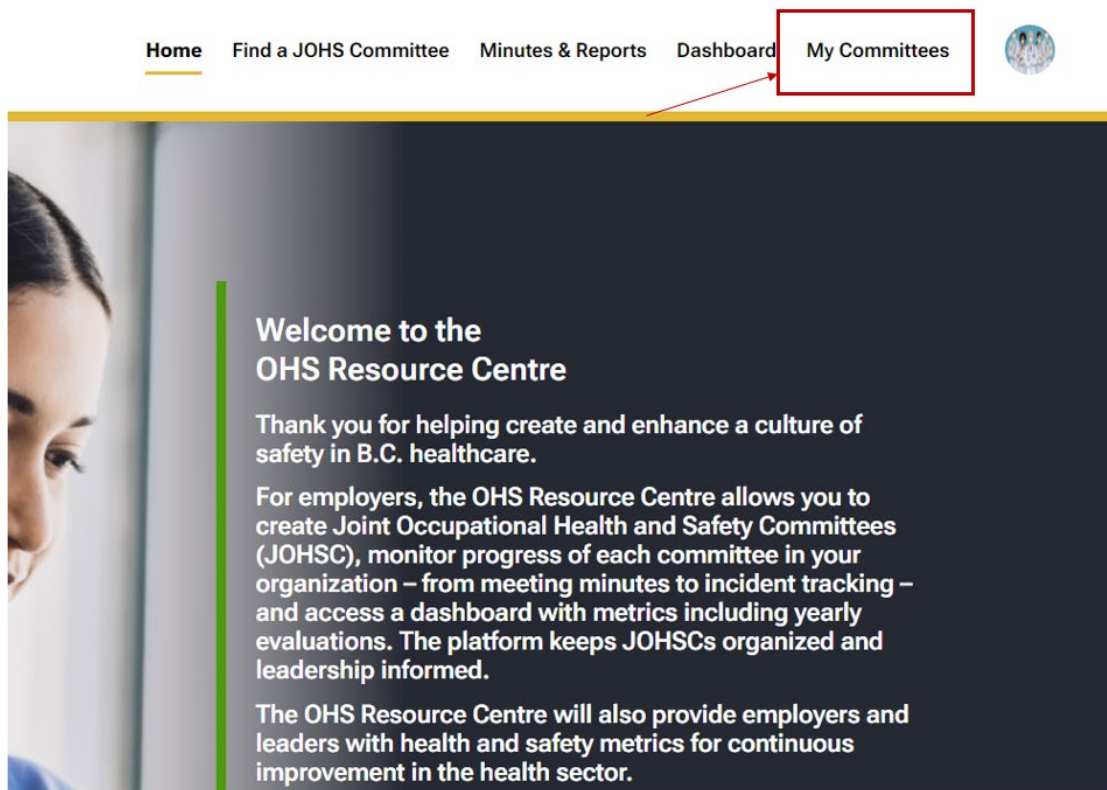 Home Find a JOHS Committee Minutes & Reports Dashboard My Committees
Welcome to the
OHS Resource Centre
Thank you for helping create and enhance a culture of
safety in B.C. healthcare.
For employers, the OHS Resource Centre allows you to
create Joint Occupational Health and Safety Committees
(JOHSC), monitor progress of each committee in your
organization – from meeting minutes to incident tracking –
and access a dashboard with metrics including yearly
evaluations. The platform keeps JOHSCs organized and
leadership informed.
The OHS Resource Centre will also provide employers and
leaders with health and safety metrics for continuous
improvement in the health sector.